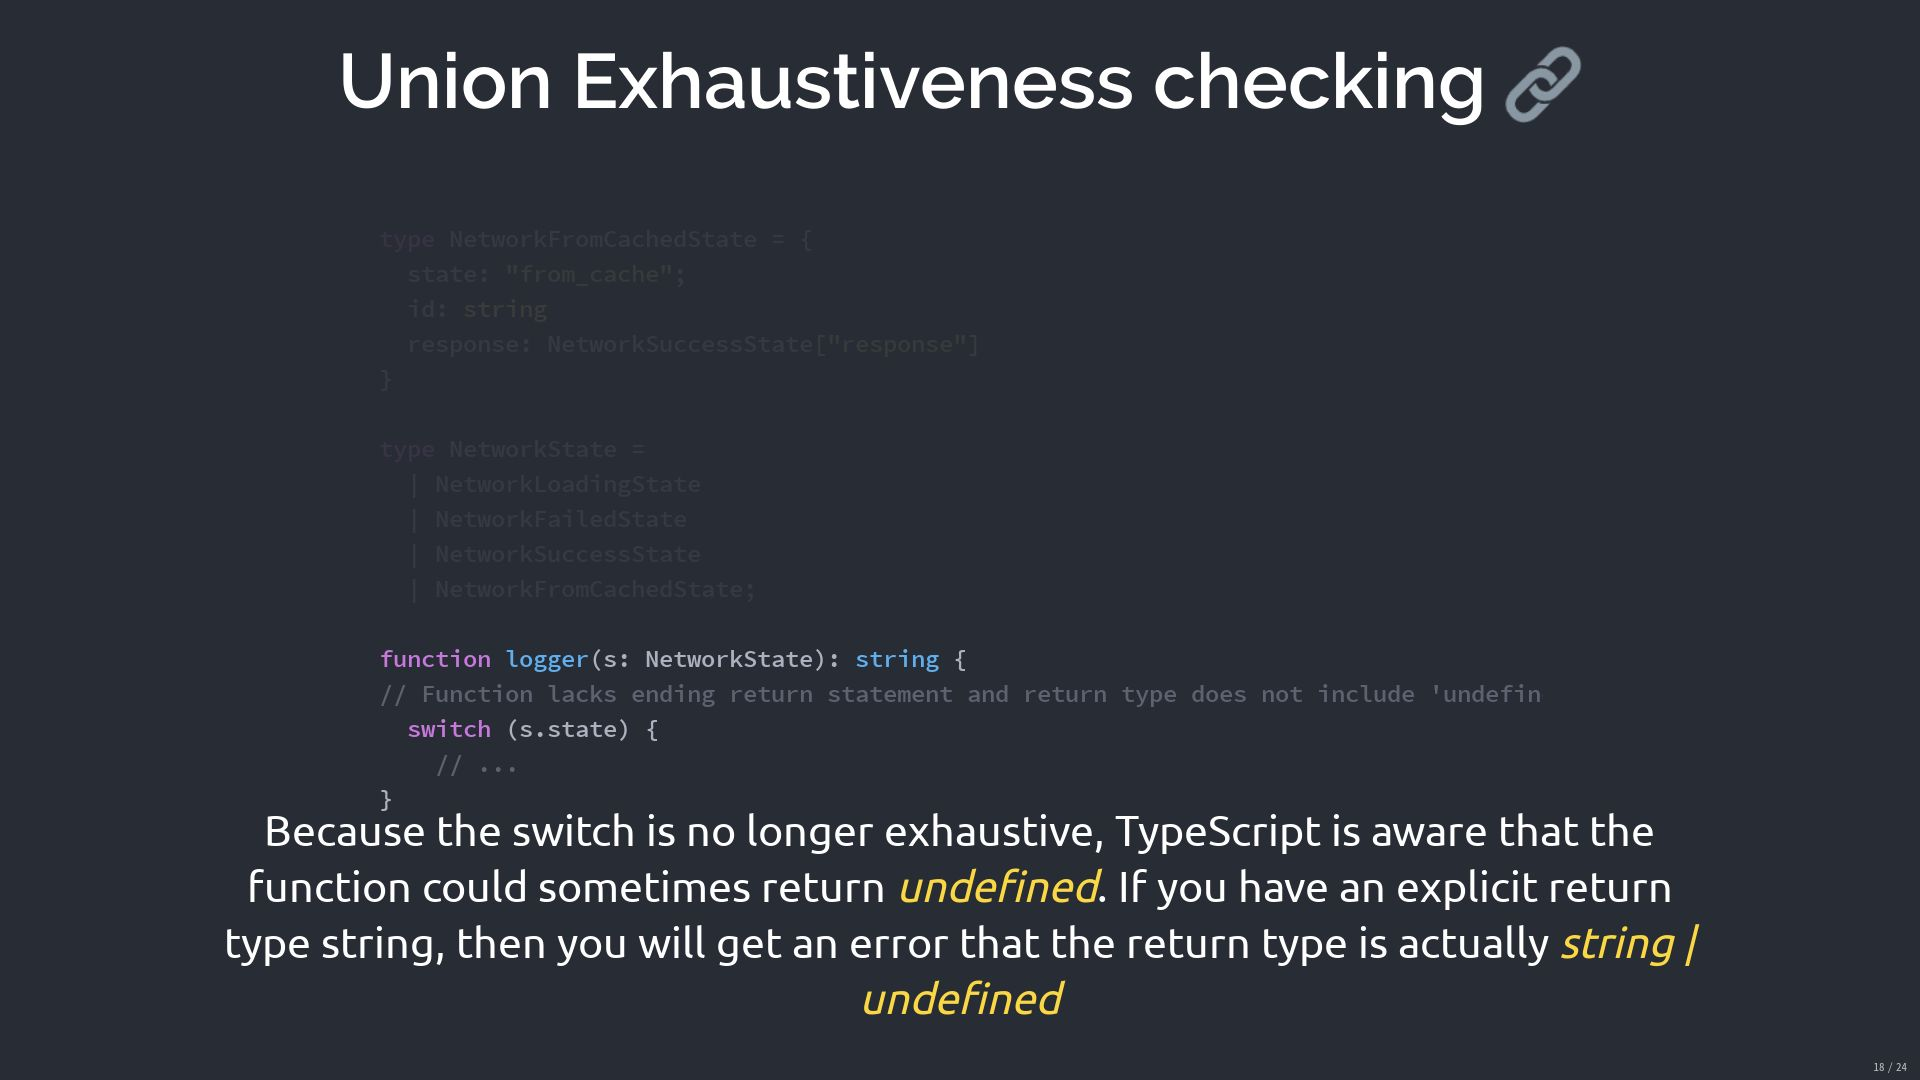 Union Exhaustiveness checking 🔗
type NetworkFromCachedState = {
  state: "from_cache";
  id: string
  response: NetworkSuccessState["response"]
}
type NetworkState =
  | NetworkLoadingState
  | NetworkFailedState
  | NetworkSuccessState
  | NetworkFromCachedState;
function logger(s: NetworkState): string {
// Function lacks ending return statement and return type does not include 'undefin
  switch (s.state) {
    // ...
}
Because the switch is no longer exhaustive, TypeScript is aware that the
function could sometimes return undefined. If you have an explicit return
type string, then you will get an error that the return type is actually string |
undefined
18 / 24